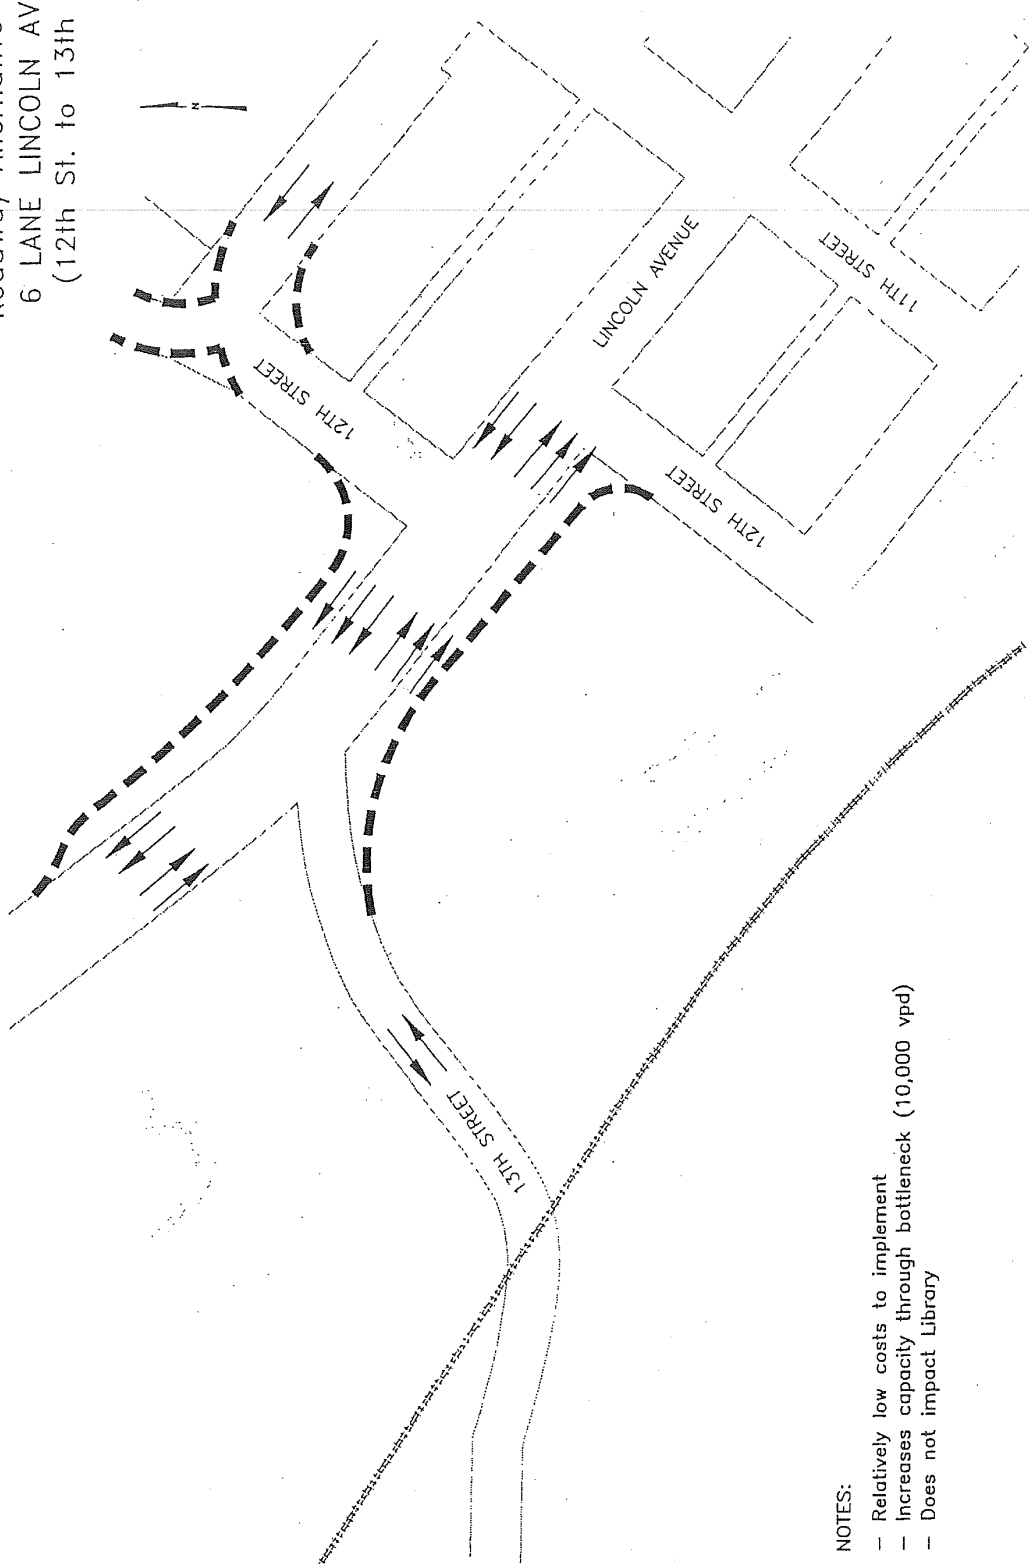 Roadway
6 LANE LINCOLN AV
(12th St. to 13th
N
12TH STREET
LINCOLN AVENUE
11TH STREET
12TH STREET
13TH STREET
NOTES:
– Relatively low costs to implement
– Increases capacity through bottleneck (10,000 vpd)
– Does not impact Library